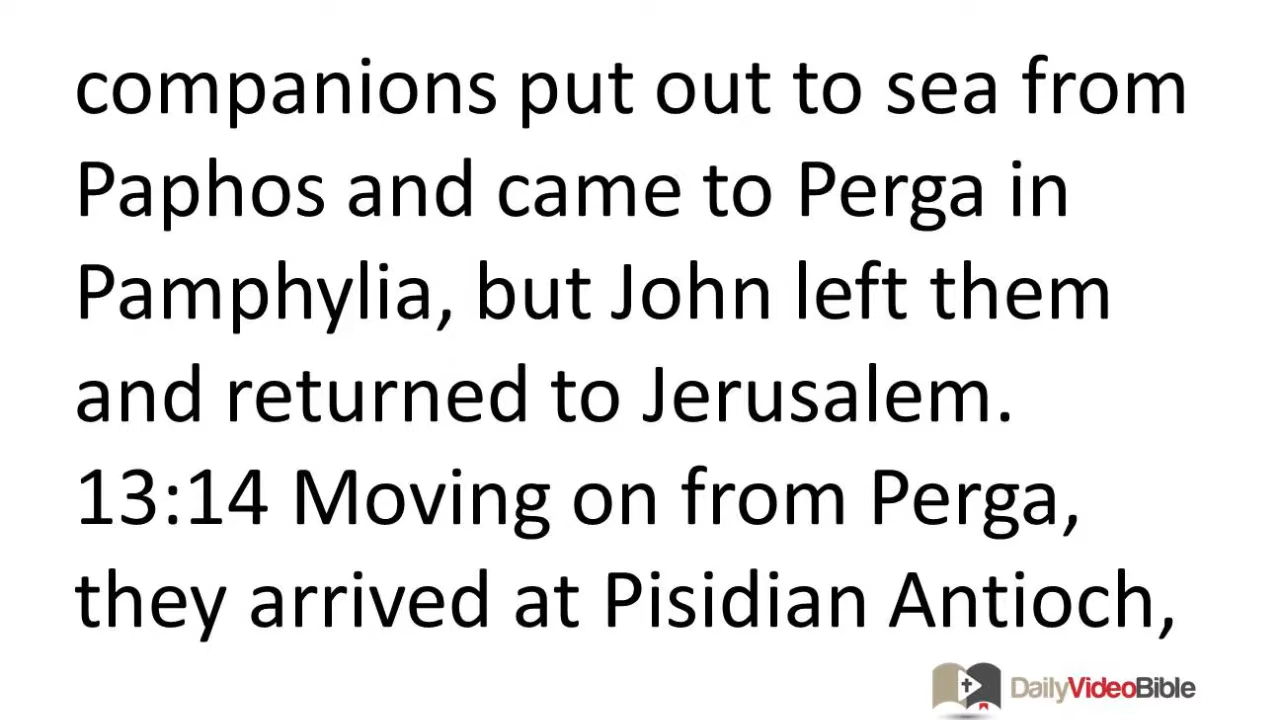 companions put out to sea from
Paphos and came to Perga in
Pamphylia, but John left them
and returned to Jerusalem.
13:14 Moving on from Perga,
they arrived at Pisidian Antioch,
DailyVideoBible